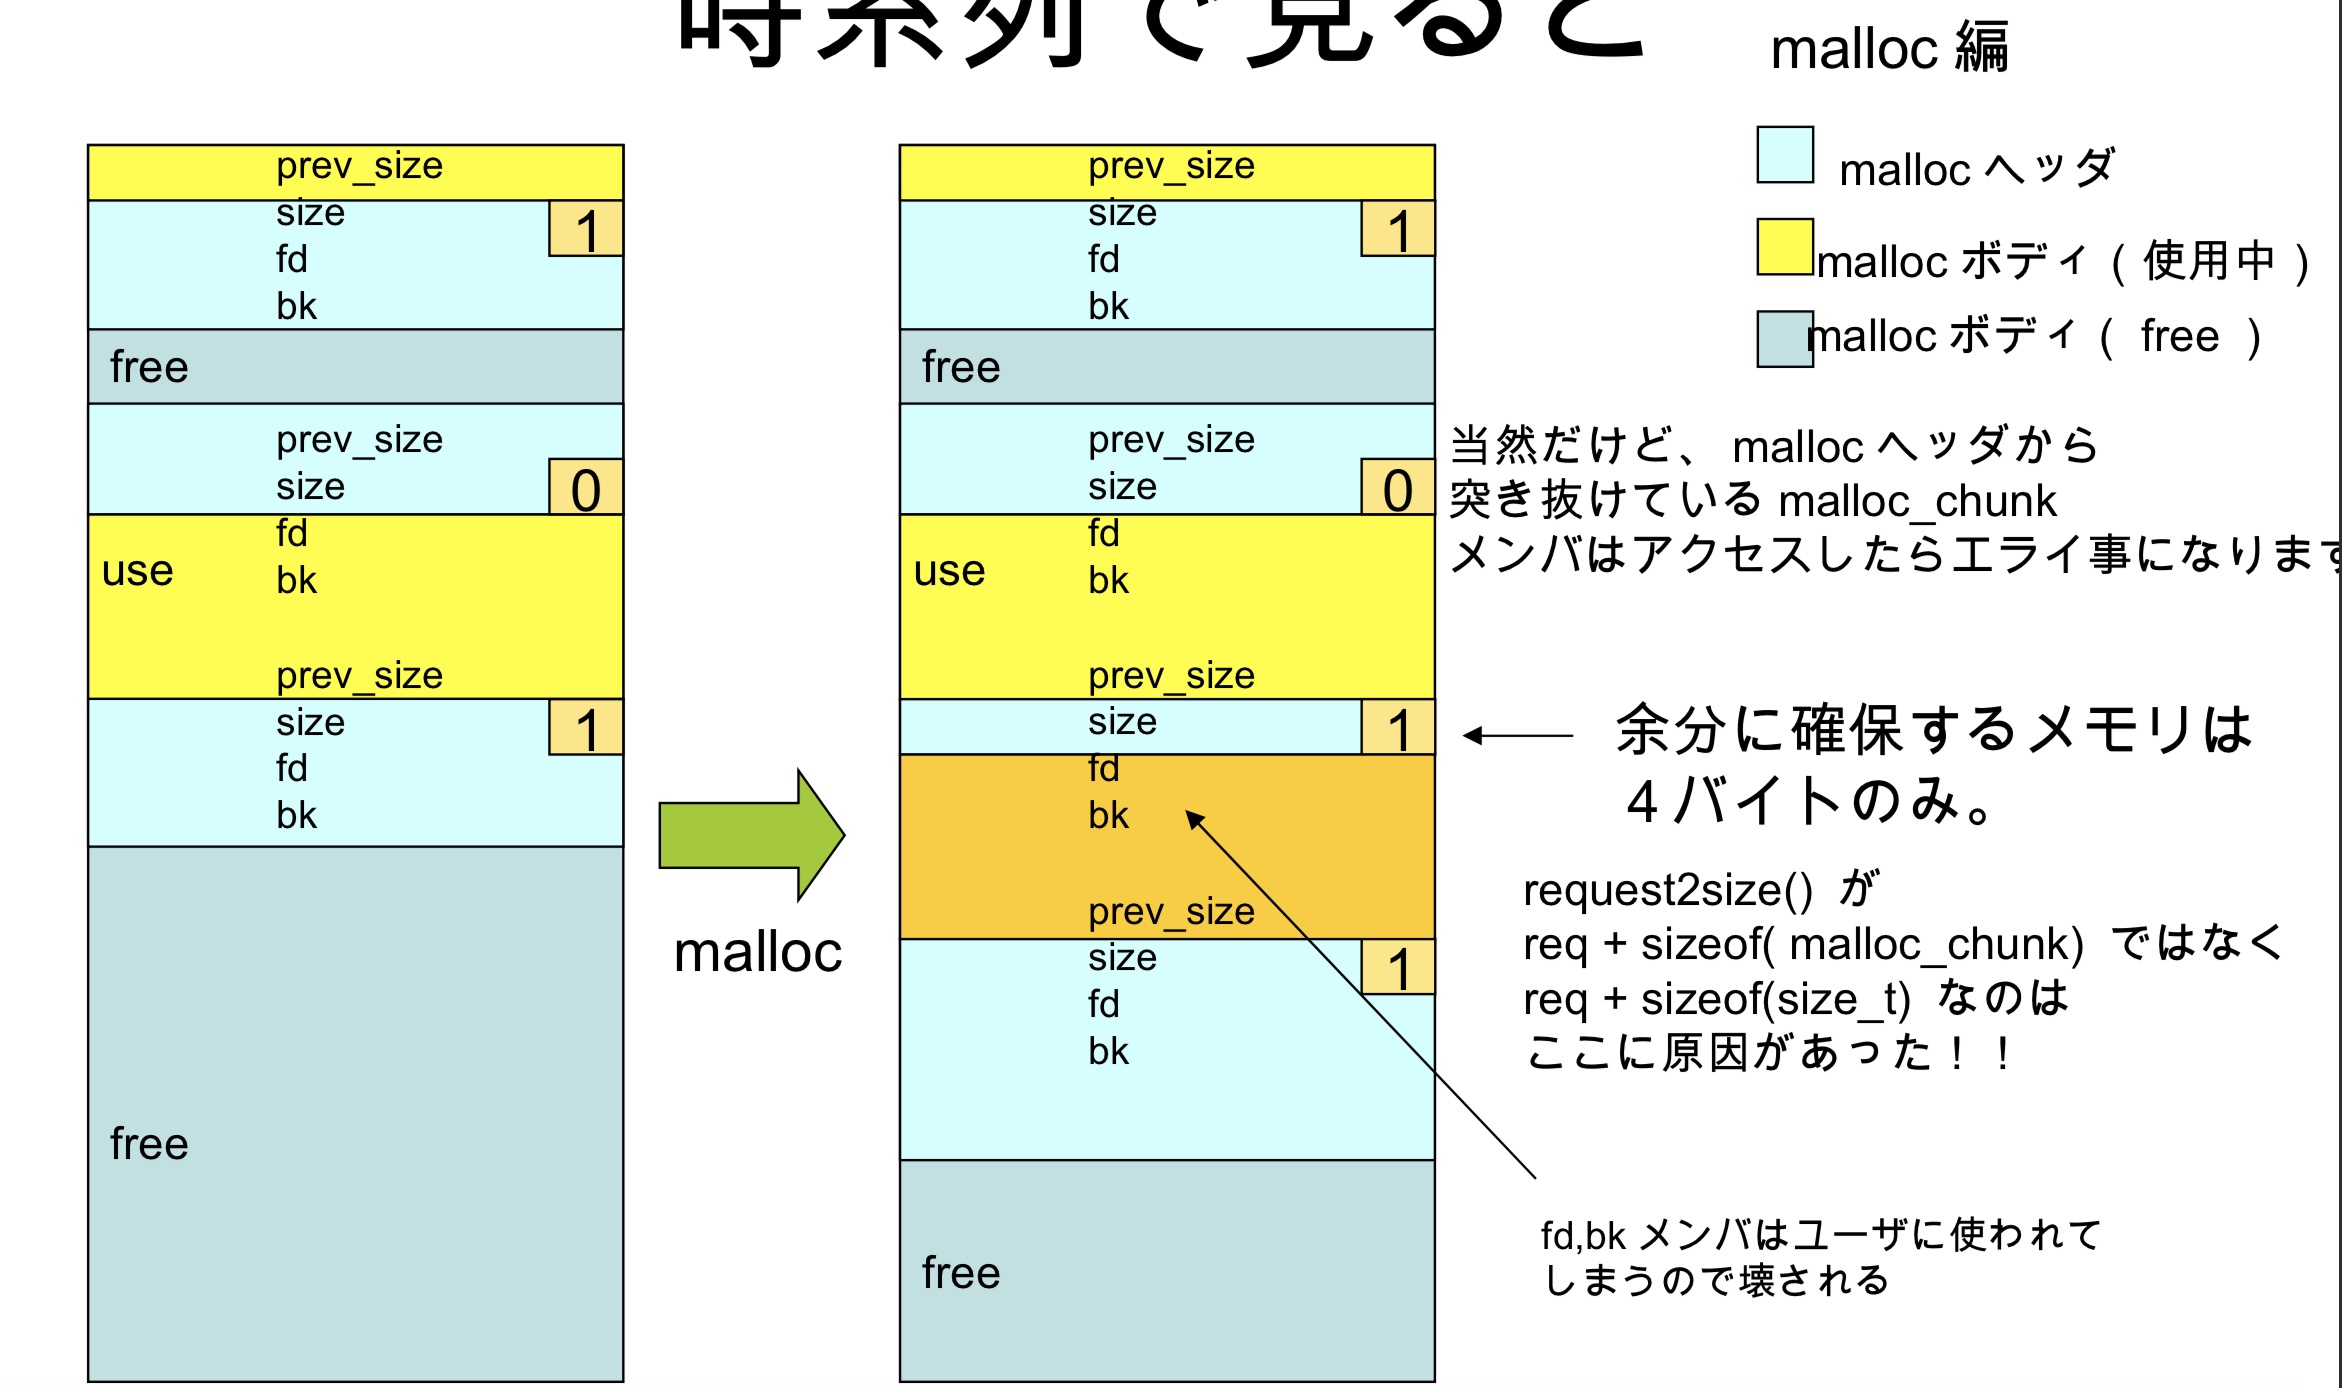 時系列で見ると
malloc 編
prev_size
size
1
fd
bk
free
prev_size
size
0
fd
use
bk
prev_size
size
1
fd
bk
free
malloc
prev_size
size
1
fd
bk
free
prev_size
size
0
fd
use
bk
prev_size
size
1
fd
bk
prev_size
size
1
fd
bk
free
malloc ヘッダ
malloc ボディ ( 使用中 )
malloc ボディ ( free )
当然だけど、 malloc ヘッダから
突き抜けている malloc_chunk
メンバはアクセスしたらエライ事になります
余分に確保するメモリは
4 バイトのみ。
request2size() が
req + sizeof( malloc_chunk) ではなく
req + sizeof(size_t) なのは
ここに原因があった！！
fd,bk メンバはユーザに使われて
しまうので壊される